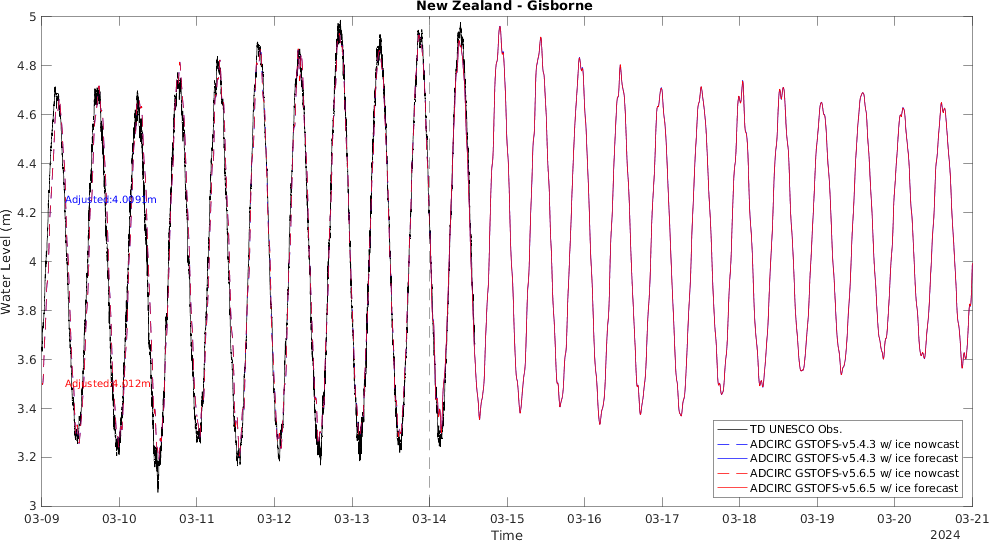 New Zealand - Gisborne
5
4.8
4.6
4.4
4.2
4
3.8
3.6
3.4
3.2
3
Water Level (m)
Adjusted:4.0091m
Adjusted:4.012m
TD UNESCO Obs.
ADCIRC GSTOFS-v5.4.3 w/ ice nowcast
ADCIRC GSTOFS-v5.4.3 w/ ice forecast
ADCIRC GSTOFS-v5.6.5 w/ ice nowcast
ADCIRC GSTOFS-v5.6.5 w/ ice forecast
03-09 03-10 03-11 03-12 03-13 03-14 03-15 03-16 03-17 03-18 03-19 03-20 03-21
Time
2024